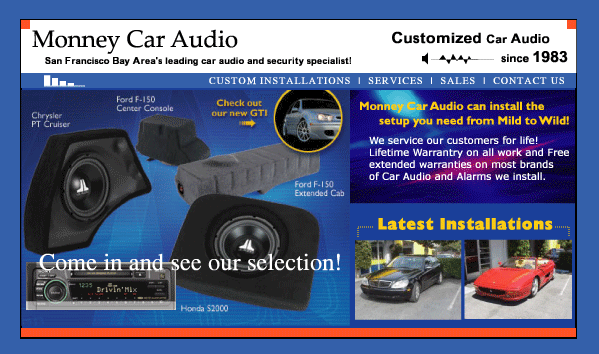 Monney Car Audio
San Francisco Bay Area's leading car audio and security specialist!
Customized Car Audio
since 1983
CUSTOM INSTALLATIONS | SERVICES | SALES | CONTACT US
Chrysler
PT Cruiser
Ford F-150
Center Console
Check out
our new GTI
Ford F-150
Extended Cab
Come in and see our selection!
1235
Drivin'Mix
Honda S2000
Monney Car Audio can install the
setup you need from Mild to Wild!
We service our customers for life!
Lifetime Warrantry on all work and Free
extended warranties on most brands
of Car Audio and Alarms we install.
Latest Installations